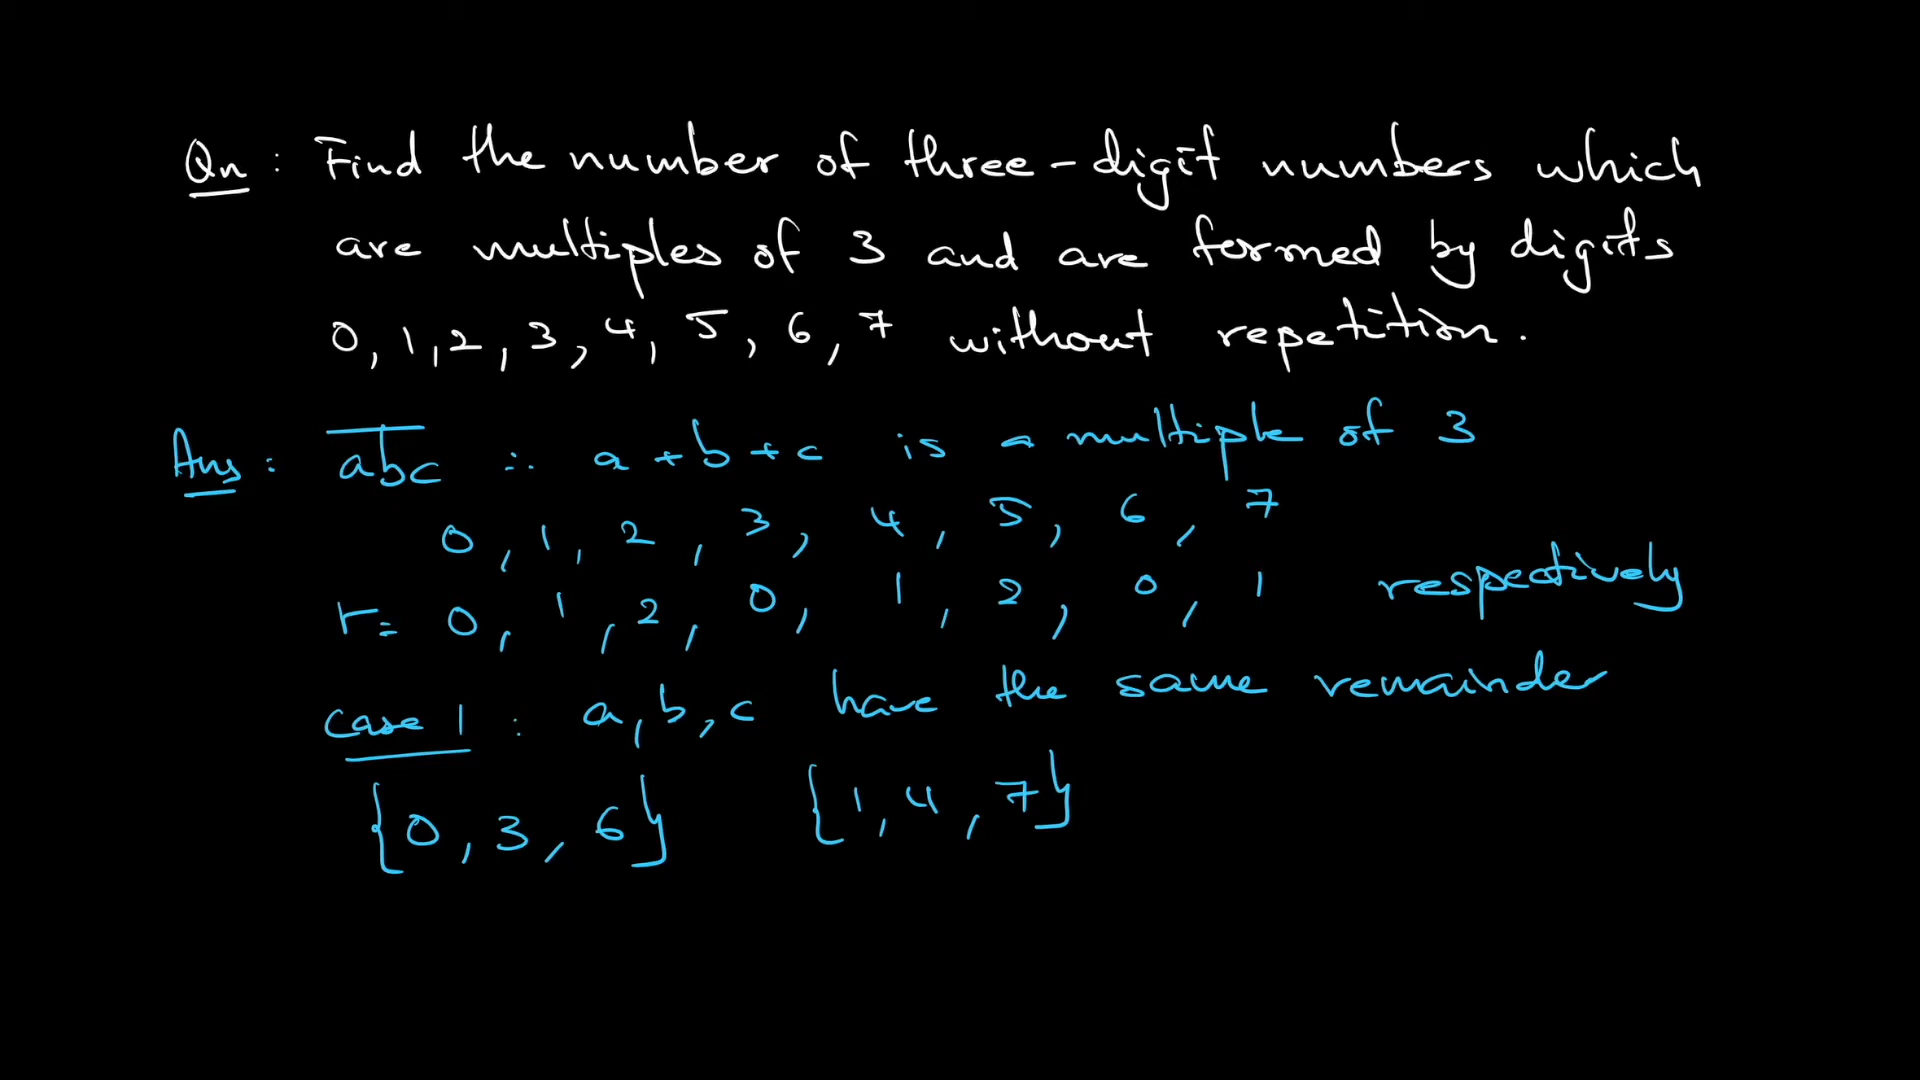 Qn : Find the number of three-digit numbers which
are multiples of 3 and are formed by digits
0, 1, 2, 3, 4, 5, 6, 7 without repetition.
Ans : a̅b̅c̅ ∴ a + b + c is a multiple of 3
0, 1, 2, 3, 4, 5, 6, 7
r = 0, 1, 2, 0, 1, 2, 0, 1 respectively
Case 1 : a, b, c have the same remainder
{0, 3, 6} {1, 4, 7}